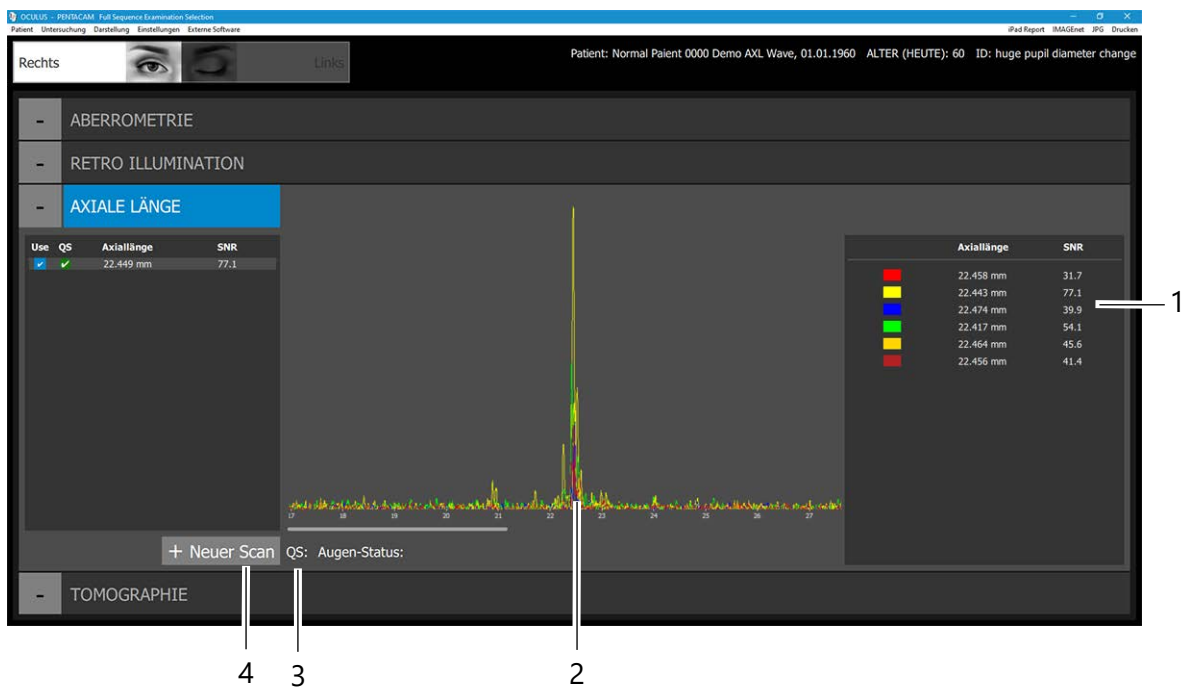 OCULUS - PENTACAM Full Sequence Examination Selection
Patient Untersuchung Darstellung Einstellungen Externe Software iPad Report IMAGEnet JPG Drucken
Rechts Links Patient: Normal Paient 0000 Demo AXL Wave, 01.01.1960 ALTER (HEUTE): 60 ID: huge pupil diameter change
- ABERROMETRIE
- RETRO ILLUMINATION
- AXIALE LÄNGE
Use QS Axiallänge SNR
22.449 mm 77.1
Axiallänge SNR
22.458 mm 31.7
22.443 mm 77.1
22.474 mm 39.9
22.417 mm 54.1
22.464 mm 45.6
22.456 mm 41.4
1
17 18 19 20 21 22 23 24 25 26 27
+ Neuer Scan QS: Augen-Status:
- TOMOGRAPHIE
4 3 2